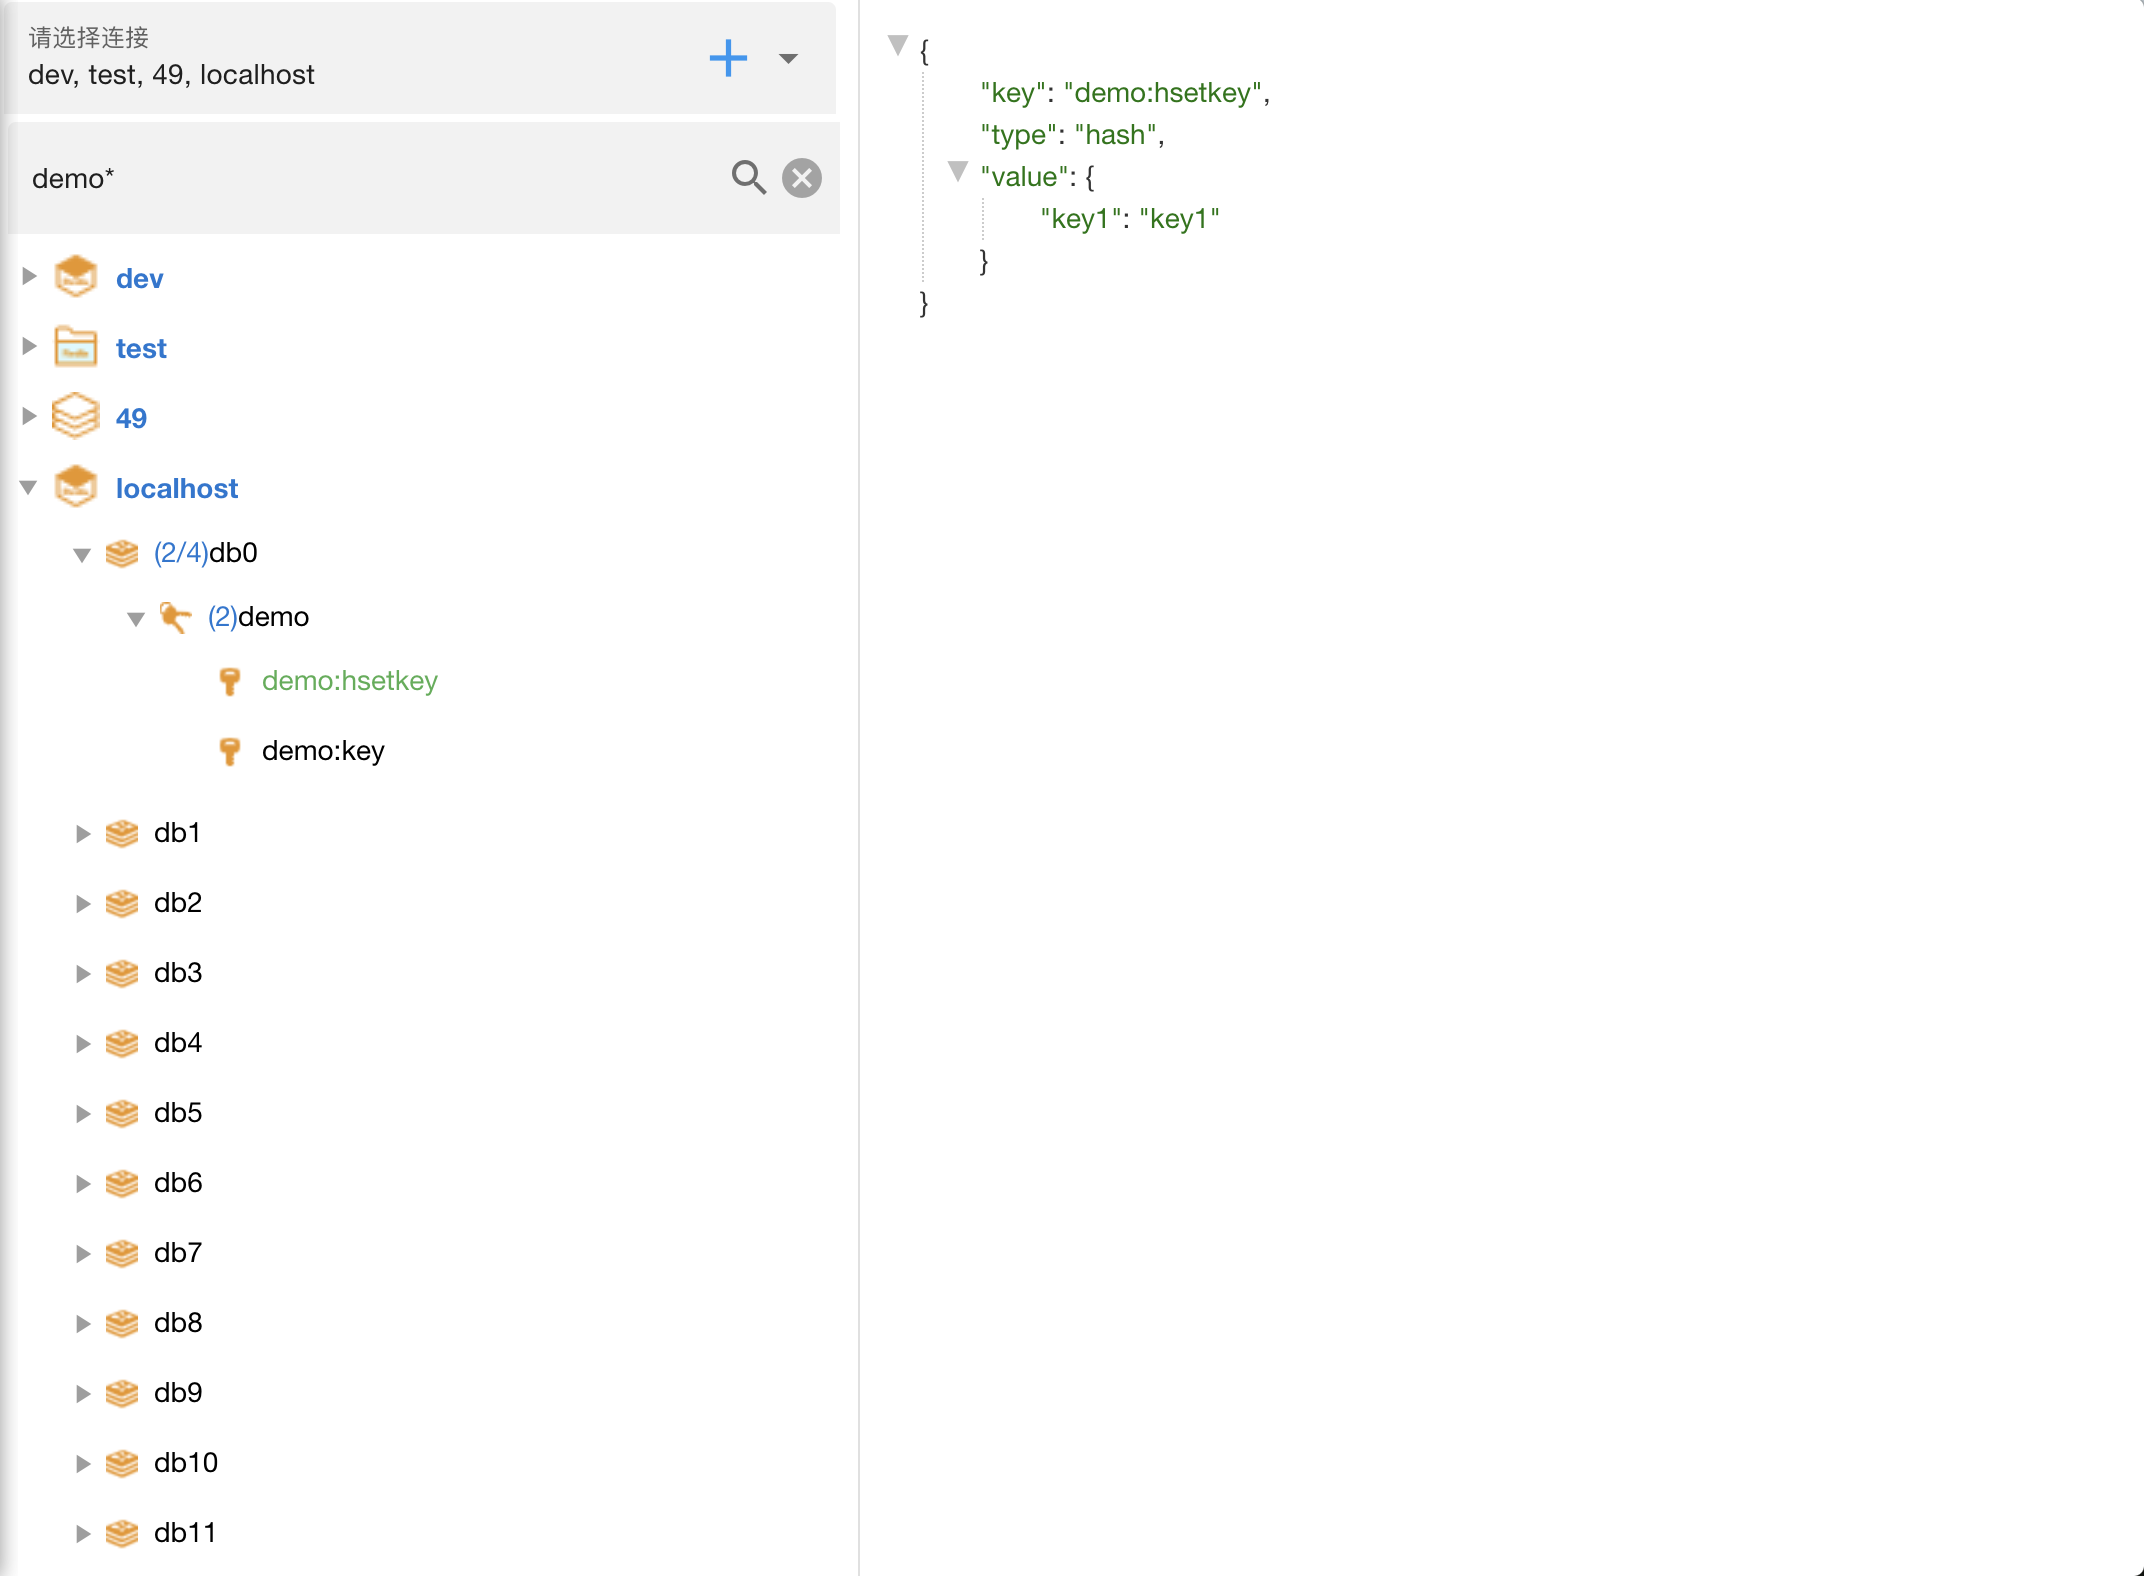 请选择连接
dev, test, 49, localhost
demo*
dev
test
49
localhost
(2/4)db0
(2)demo
demo:hsetkey
demo:key
db1
db2
db3
db4
db5
db6
db7
db8
db9
db10
db11
{
"key": "demo:hsetkey",
"type": "hash",
"value": {
"key1": "key1"
}
}